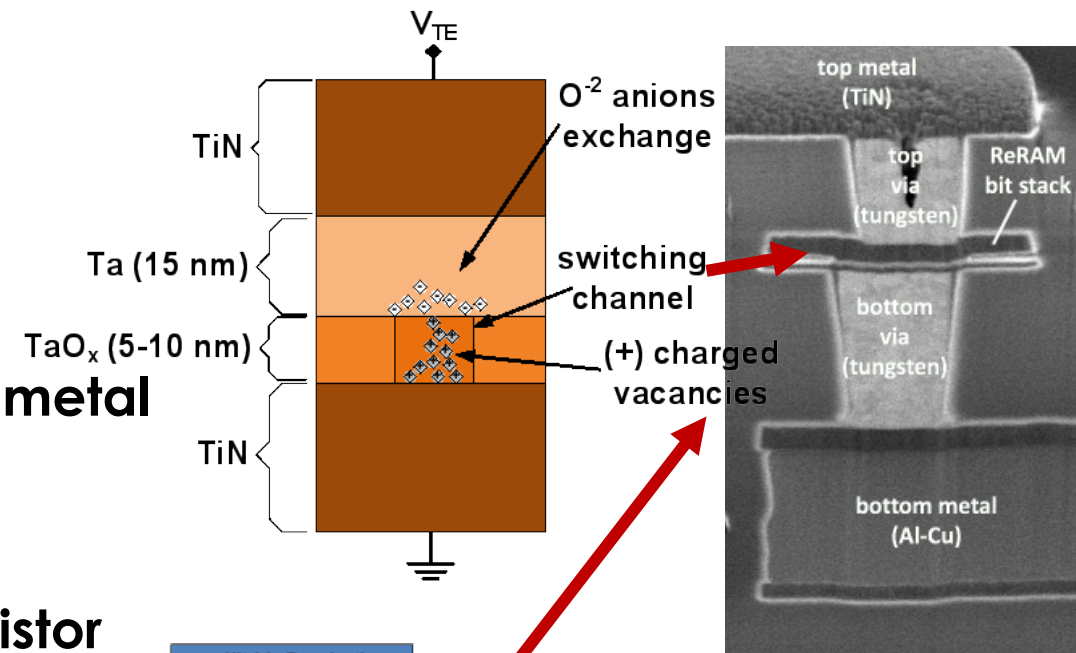 V_TE
TiN
Ta (15 nm)
TaO_x (5-10 nm)
metal
TiN
istor
O^-2 anions
exchange
switching
channel
(+) charged
vacancies
top metal
(TiN)
top
via
(tungsten)
ReRAM
bit stack
bottom
via
(tungsten)
bottom metal
(Al-Cu)